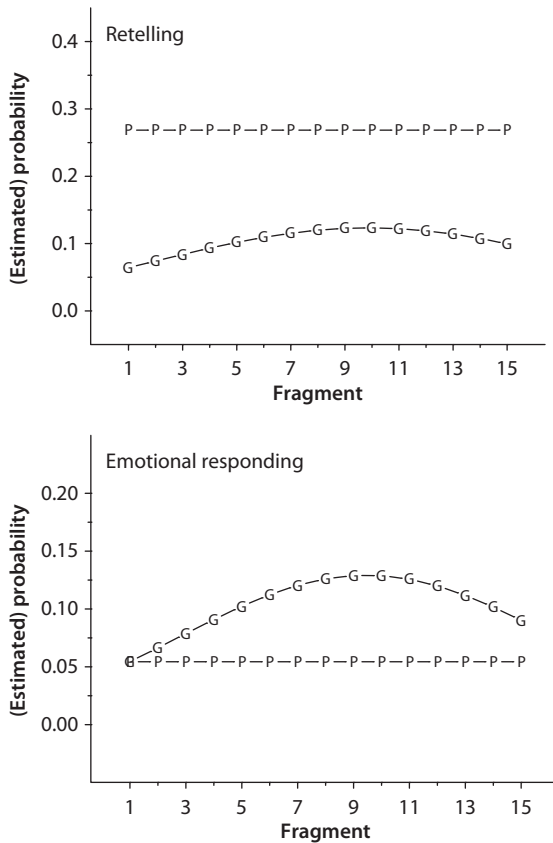 Retelling
(Estimated) probability
0.4
0.3
0.2
0.1
0.0
P P P P P P P P P P P P P P P
G G G G G G G G G G G G G G G
1 3 5 7 9 11 13 15
Fragment
Emotional responding
(Estimated) probability
0.20
0.15
0.10
0.05
0.00
G G G G G G G G G G G G G G G
P P P P P P P P P P P P P P P
1 3 5 7 9 11 13 15
Fragment